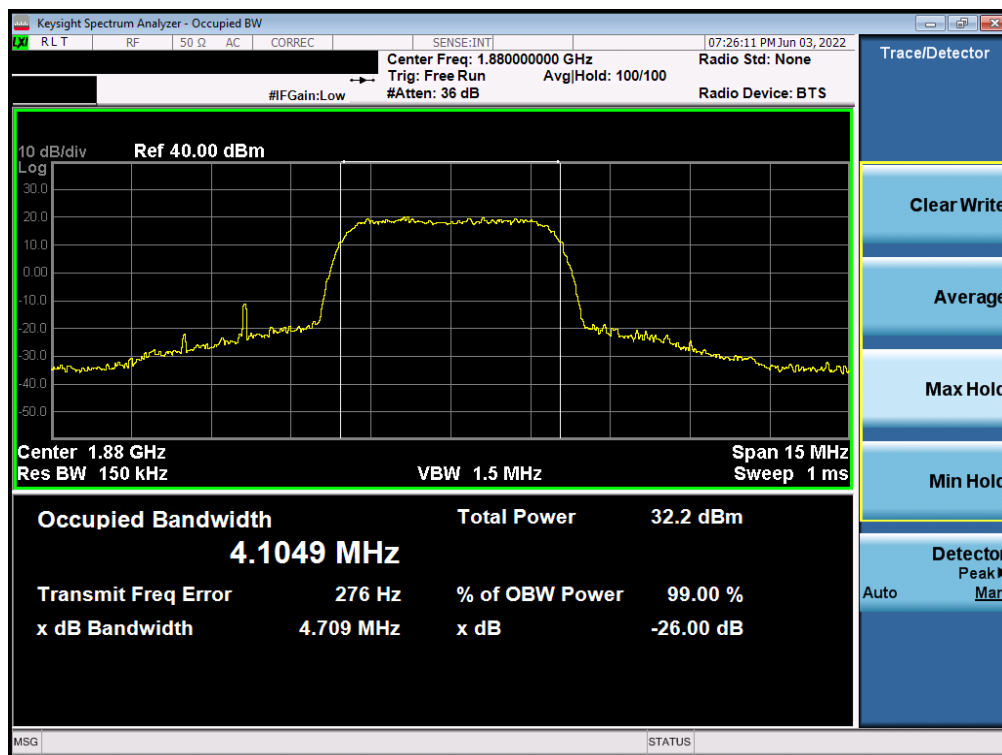 Keysight Spectrum Analyzer - Occupied BW
LXI RLT RF 50 Ω AC CORREC SENSE:INT 07:26:11 PM Jun 03, 2022
Center Freq: 1.880000000 GHz Radio Std: None
Trig: Free Run Avg|Hold: 100/100
#IFGain:Low #Atten: 36 dB Radio Device: BTS
10 dB/div Ref 40.00 dBm
Log
30.0
20.0
10.0
0.00
-10.0
-20.0
-30.0
-40.0
-50.0
Center 1.88 GHz Span 15 MHz
Res BW 150 kHz VBW 1.5 MHz Sweep 1 ms
Occupied Bandwidth Total Power 32.2 dBm
4.1049 MHz
Transmit Freq Error 276 Hz % of OBW Power 99.00 %
x dB Bandwidth 4.709 MHz x dB -26.00 dB
MSG STATUS
Trace/Detector
Clear Write
Average
Max Hold
Min Hold
Detector
Peak▶
Auto Man